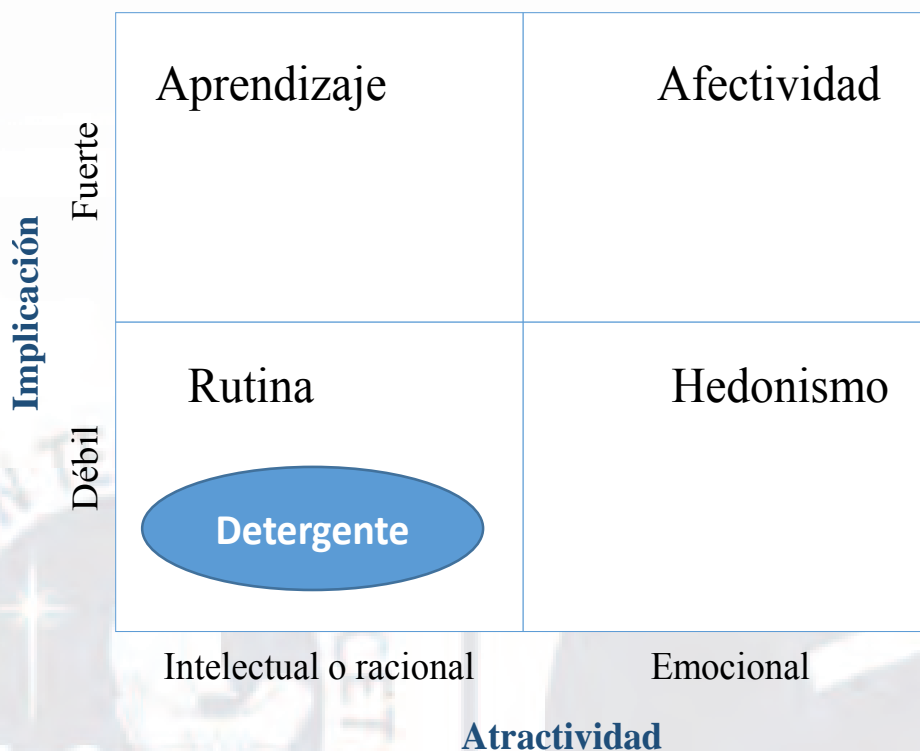 Aprendizaje
Afectividad
Fuerte
Implicación
Rutina
Hedonismo
Débil
Detergente
Intelectual o racional
Emocional
Atractividad